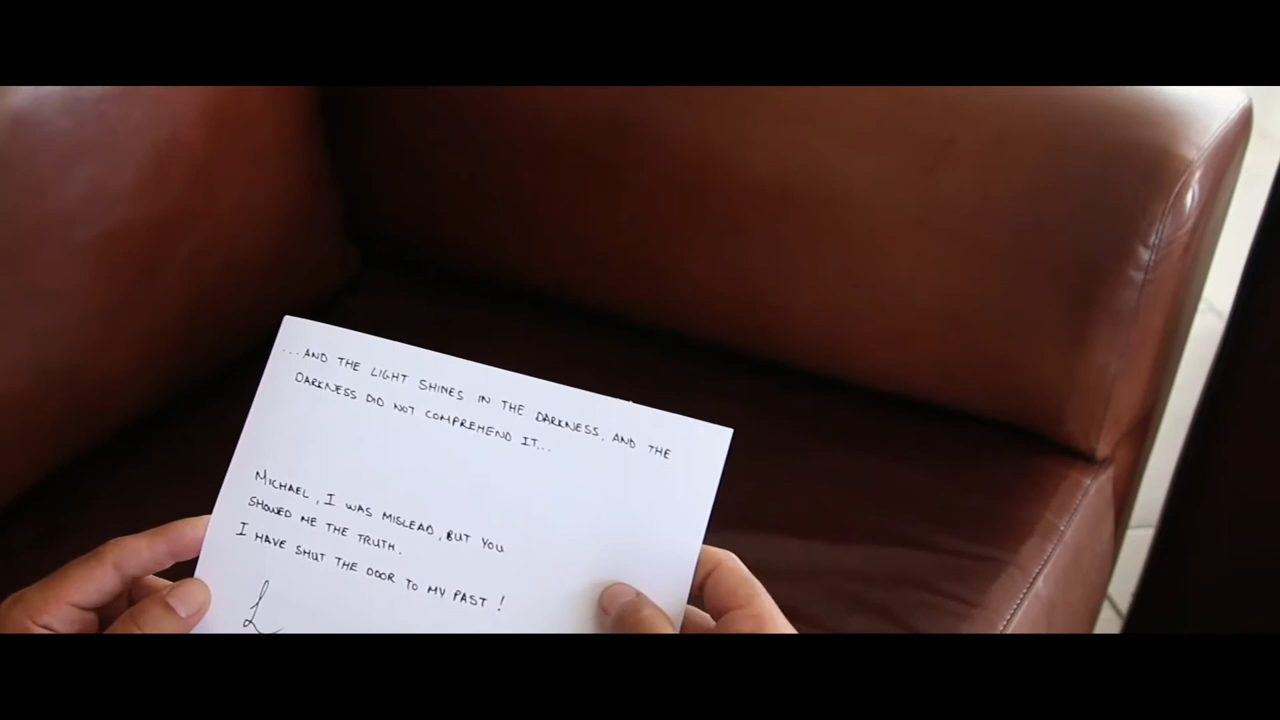 ...AND THE LIGHT SHINES IN THE DARKNESS, AND THE
DARKNESS DID NOT COMPREHEND IT...
MICHAEL, I WAS MISLEAD, BUT YOU
SHOWED ME THE TRUTH.
I HAVE SHUT THE DOOR TO MY PAST!
L